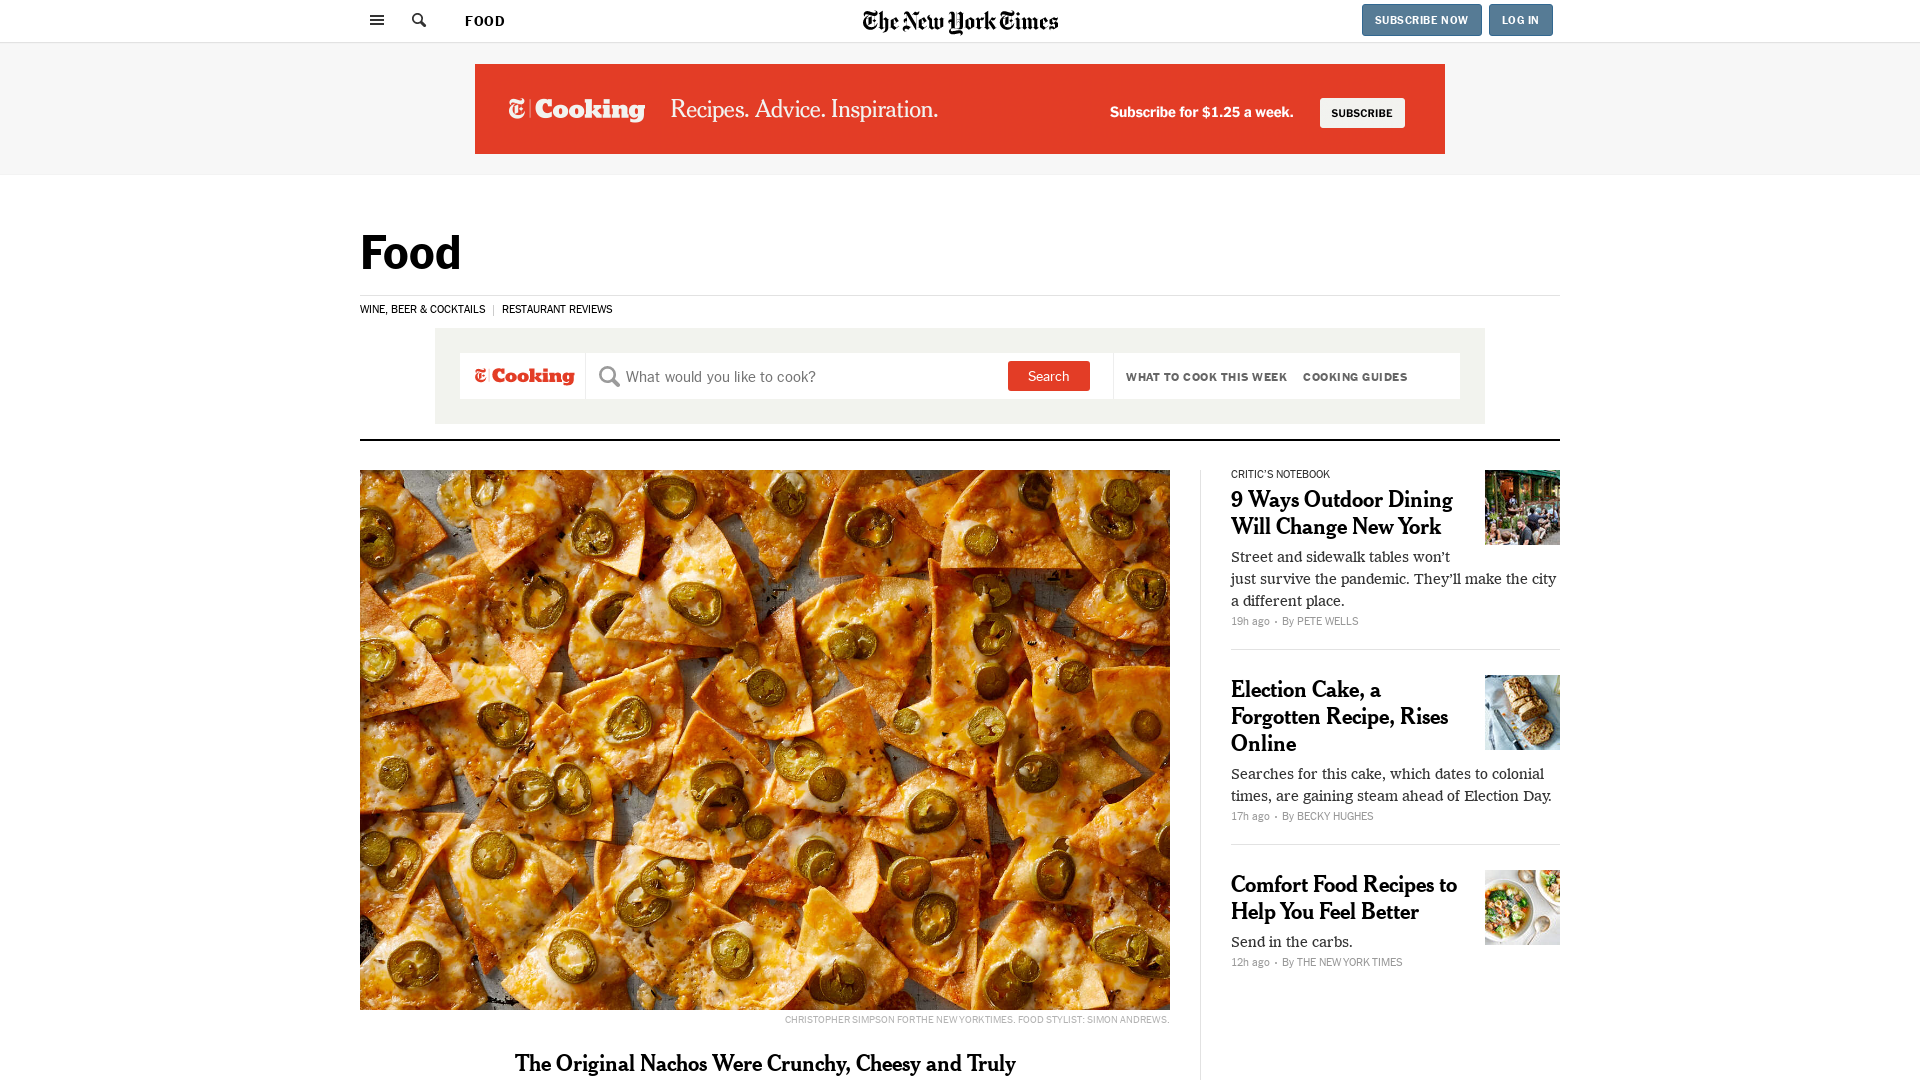 FOOD
The New York Times
SUBSCRIBE NOW
LOG IN
Cooking
Recipes. Advice. Inspiration.
Subscribe for $1.25 a week.
SUBSCRIBE
Food
WINE, BEER & COCKTAILS
RESTAURANT REVIEWS
Cooking
What would you like to cook?
Search
WHAT TO COOK THIS WEEK
COOKING GUIDES
CHRISTOPHER SIMPSON FOR THE NEW YORK TIMES. FOOD STYLIST: SIMON ANDREWS.
The Original Nachos Were Crunchy, Cheesy and Truly
CRITIC'S NOTEBOOK
9 Ways Outdoor Dining
Will Change New York
Street and sidewalk tables won’t
just survive the pandemic. They’ll make the city
a different place.
19h ago • By PETE WELLS
Election Cake, a
Forgotten Recipe, Rises
Online
Searches for this cake, which dates to colonial
times, are gaining steam ahead of Election Day.
17h ago • By BECKY HUGHES
Comfort Food Recipes to
Help You Feel Better
Send in the carbs.
12h ago • By THE NEW YORK TIMES